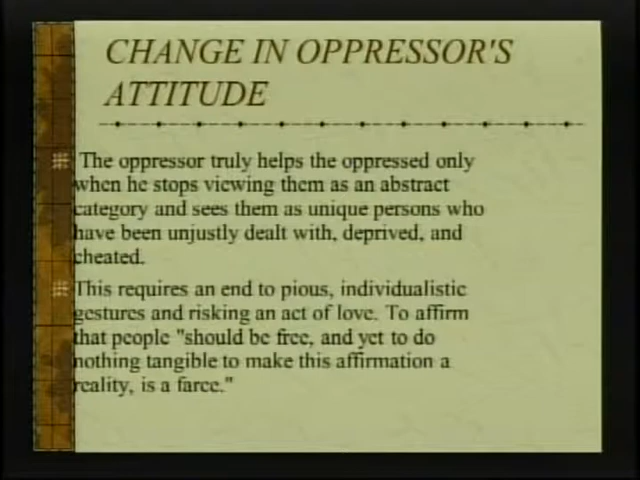 CHANGE IN OPPRESSOR'S
ATTITUDE
The oppressor truly helps the oppressed only
when he stops viewing them as an abstract
category and sees them as unique persons who
have been unjustly dealt with, deprived, and
cheated.
This requires an end to pious, individualistic
gestures and risking an act of love. To affirm
that people "should be free, and yet to do
nothing tangible to make this affirmation a
reality, is a farce."